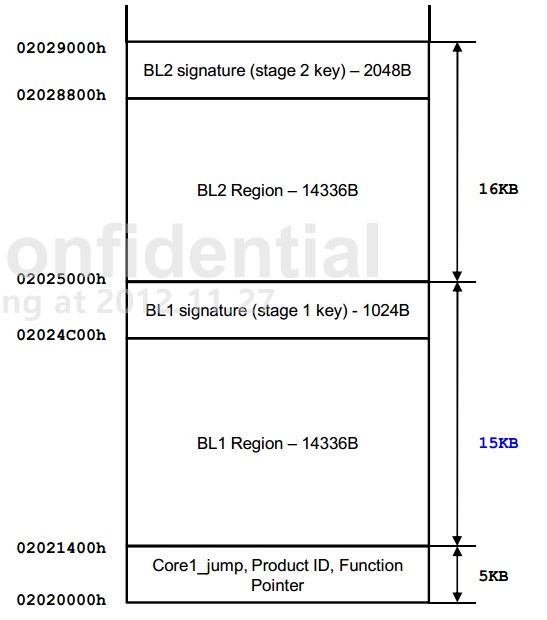 02029000h
BL2 signature (stage 2 key) – 2048B
02028800h
BL2 Region – 14336B
16KB
onfidential
02025000h
ng at 2012.11.27
BL1 signature (stage 1 key) - 1024B
02024C00h
BL1 Region – 14336B
15KB
02021400h
Core1_jump, Product ID, Function
Pointer
5KB
02020000h